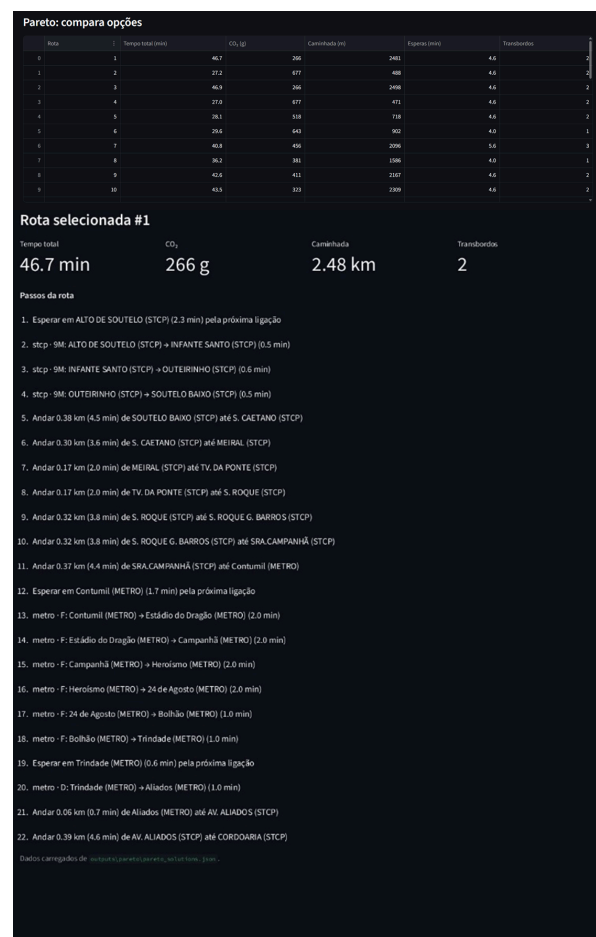 Pareto: compara opções
Rota Tempo total (min) CO₂ (g) Caminhada (m) Esperas (min) Transbordos
0 1 46.7 266 2481 4.6 2
1 2 27.2 677 488 4.6 2
2 3 46.9 266 2498 4.6 2
3 4 27.0 677 471 4.6 2
4 5 28.1 518 718 4.6 2
5 6 29.6 643 902 4.0 1
6 7 40.8 456 2096 5.6 3
7 8 36.2 381 1586 4.0 1
8 9 42.6 411 2167 4.6 2
9 10 43.5 323 2309 4.6 2
Rota selecionada #1
Tempo total CO₂ Caminhada Transbordos
46.7 min 266 g 2.48 km 2
Passos da rota
1. Esperar em ALTO DE SOUTELO (STCP) (2.3 min) pela próxima ligação
2. stcp · 9M: ALTO DE SOUTELO (STCP) → INFANTE SANTO (STCP) (0.5 min)
3. stcp · 9M: INFANTE SANTO (STCP) → OUTEIRINHO (STCP) (0.6 min)
4. stcp · 9M: OUTEIRINHO (STCP) → SOUTELO BAIXO (STCP) (0.5 min)
5. Andar 0.38 km (4.5 min) de SOUTELO BAIXO (STCP) até S. CAETANO (STCP)
6. Andar 0.30 km (3.6 min) de S. CAETANO (STCP) até MEIRAL (STCP)
7. Andar 0.17 km (2.0 min) de MEIRAL (STCP) até TV. DA PONTE (STCP)
8. Andar 0.17 km (2.0 min) de TV. DA PONTE (STCP) até S. ROQUE (STCP)
9. Andar 0.32 km (3.8 min) de S. ROQUE (STCP) até S. ROQUE G. BARROS (STCP)
10. Andar 0.32 km (3.8 min) de S. ROQUE G. BARROS (STCP) até SRA.CAMPANHÃ (STCP)
11. Andar 0.37 km (4.4 min) de SRA.CAMPANHÃ (STCP) até Contumil (METRO)
12. Esperar em Contumil (METRO) (1.7 min) pela próxima ligação
13. metro · F: Contumil (METRO) → Estádio do Dragão (METRO) (2.0 min)
14. metro · F: Estádio do Dragão (METRO) → Campanhã (METRO) (2.0 min)
15. metro · F: Campanhã (METRO) → Heroísmo (METRO) (2.0 min)
16. metro · F: Heroísmo (METRO) → 24 de Agosto (METRO) (2.0 min)
17. metro · F: 24 de Agosto (METRO) → Bolhão (METRO) (1.0 min)
18. metro · F: Bolhão (METRO) → Trindade (METRO) (1.0 min)
19. Esperar em Trindade (METRO) (0.6 min) pela próxima ligação
20. metro · D: Trindade (METRO) → Aliados (METRO) (1.0 min)
21. Andar 0.06 km (0.7 min) de Aliados (METRO) até AV. ALIADOS (STCP)
22. Andar 0.39 km (4.6 min) de AV. ALIADOS (STCP) até CORDOARIA (STCP)
Dados carregados de outputs\pareto\pareto_solutions.json.